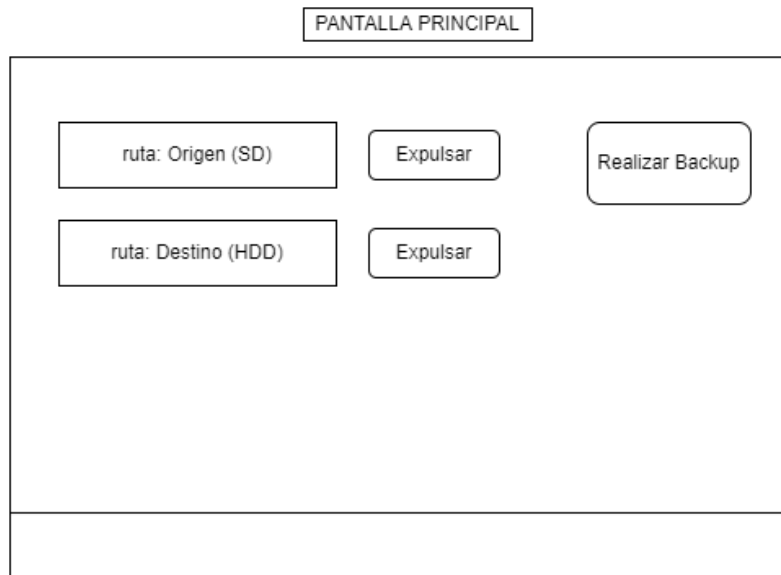 PANTALLA PRINCIPAL
ruta: Origen (SD)
Expulsar
Realizar Backup
ruta: Destino (HDD)
Expulsar